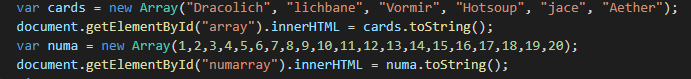 var cards = new Array("Dracolich", "lichbane", "Vormir", "Hotsoup", "jace", "Aether");
document.getElementById("array").innerHTML = cards.toString();
var numa = new Array(1,2,3,4,5,6,7,8,9,10,11,12,13,14,15,16,17,18,19,20);
document.getElementById("numarray").innerHTML = numa.toString();